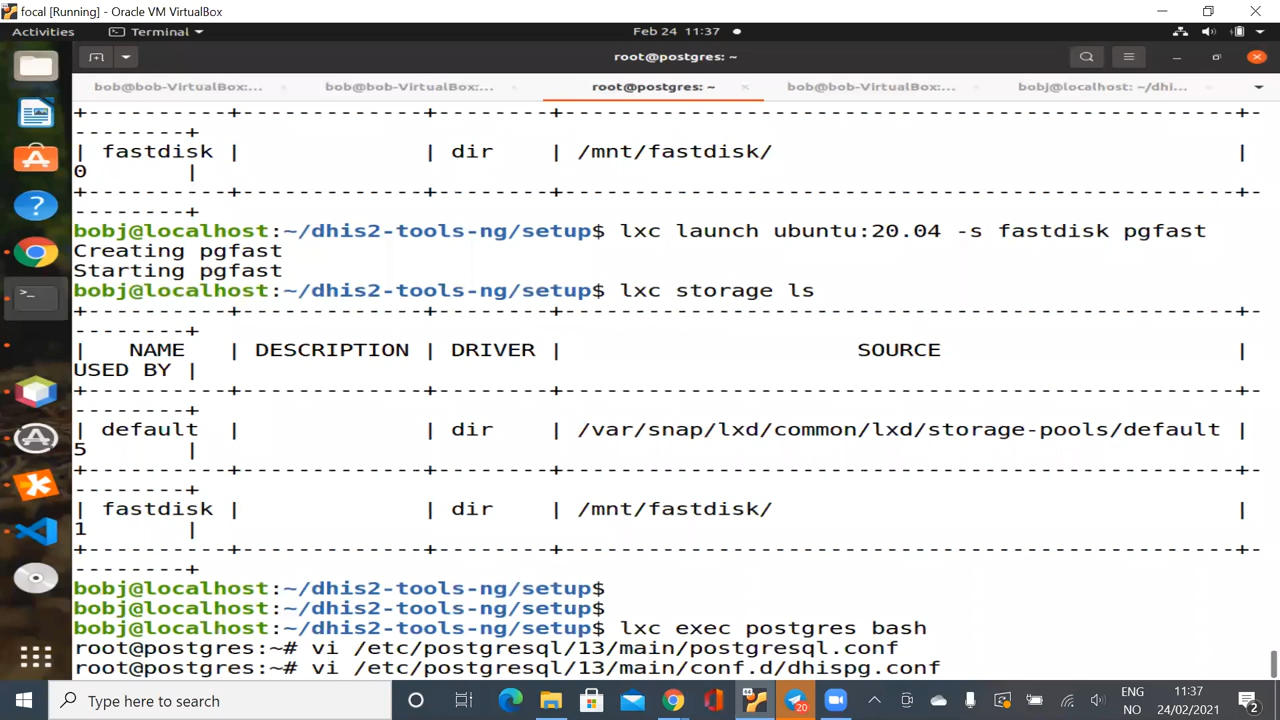 focal [Running] - Oracle VM VirtualBox
Activities Terminal Feb 24 11:37
root@postgres: ~
bob@bob-VirtualBox:... bob@bob-VirtualBox:... root@postgres: ~ bob@bob-VirtualBox:... bobj@localhost: ~/dhi...
+----------+-------------+--------+------------------------------------------------+-
--------+
| fastdisk |             | dir    | /mnt/fastdisk/                                 |
0       |
+----------+-------------+--------+------------------------------------------------+-
--------+
bobj@localhost:~/dhis2-tools-ng/setup$ lxc launch ubuntu:20.04 -s fastdisk pgfast
Creating pgfast
Starting pgfast
bobj@localhost:~/dhis2-tools-ng/setup$ lxc storage ls
+----------+-------------+--------+------------------------------------------------+-
--------+
|   NAME   | DESCRIPTION | DRIVER |                     SOURCE                     |
USED BY |
+----------+-------------+--------+------------------------------------------------+-
--------+
| default  |             | dir    | /var/snap/lxd/common/lxd/storage-pools/default |
5       |
+----------+-------------+--------+------------------------------------------------+-
--------+
| fastdisk |             | dir    | /mnt/fastdisk/                                 |
1       |
+----------+-------------+--------+------------------------------------------------+-
--------+
bobj@localhost:~/dhis2-tools-ng/setup$
bobj@localhost:~/dhis2-tools-ng/setup$
bobj@localhost:~/dhis2-tools-ng/setup$ lxc exec postgres bash
root@postgres:~# vi /etc/postgresql/13/main/postgresql.conf
root@postgres:~# vi /etc/postgresql/13/main/conf.d/dhispg.conf
Type here to search
20
ENG
NO
11:37
24/02/2021
2